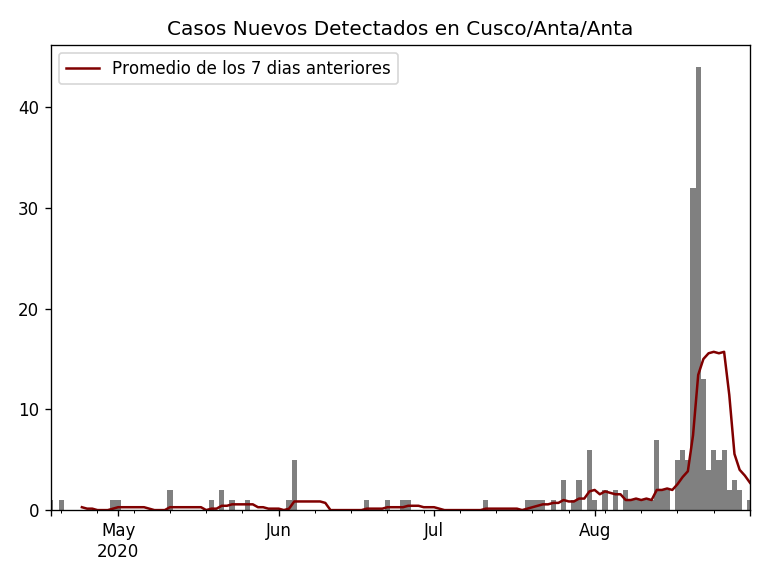 Casos Nuevos Detectados en Cusco/Anta/Anta
Promedio de los 7 dias anteriores
40
30
20
10
0
May
2020
Jun
Jul
Aug